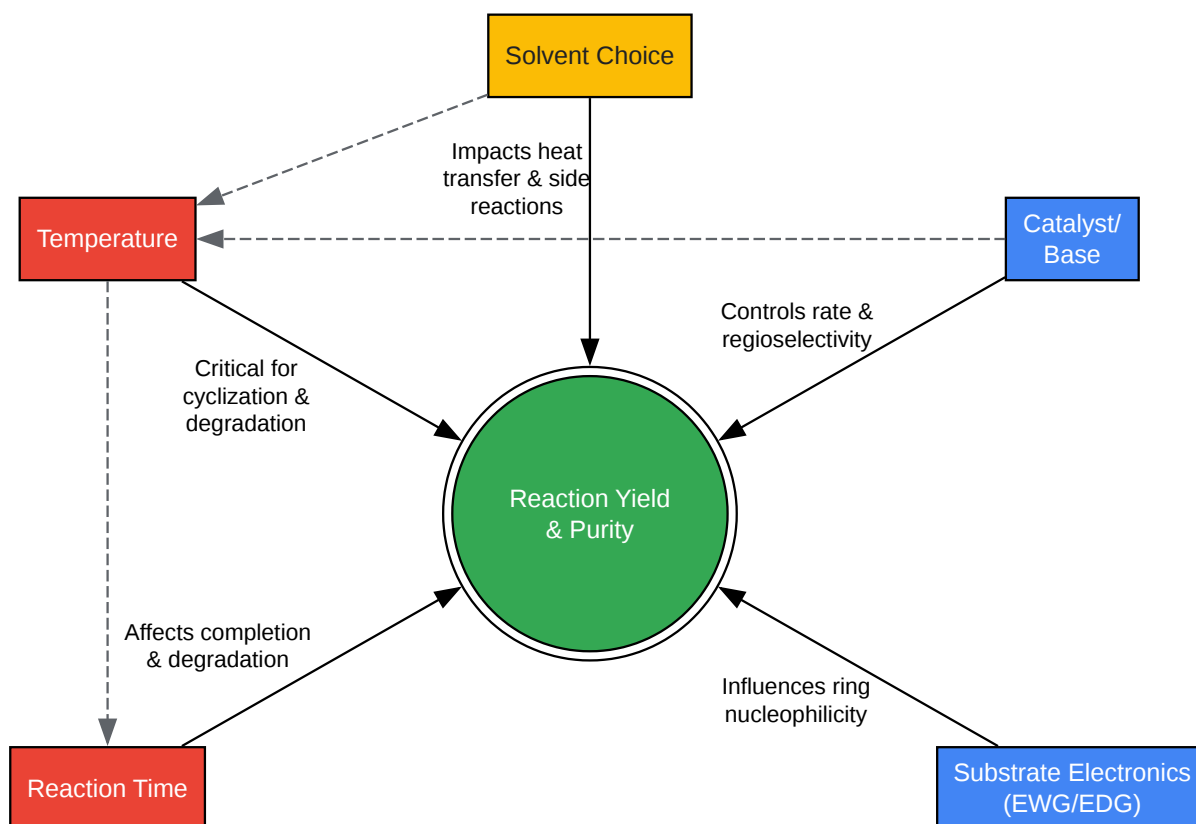 Solvent Choice
Impacts heat
transfer & side
reactions
Temperature
Catalyst/
Base
Controls rate &
regioselectivity
Critical for
cyclization &
degradation
Reaction Yield
& Purity
Affects completion
& degradation
Influences ring
nucleophilicity
Reaction Time
Substrate Electronics
(EWG/EDG)